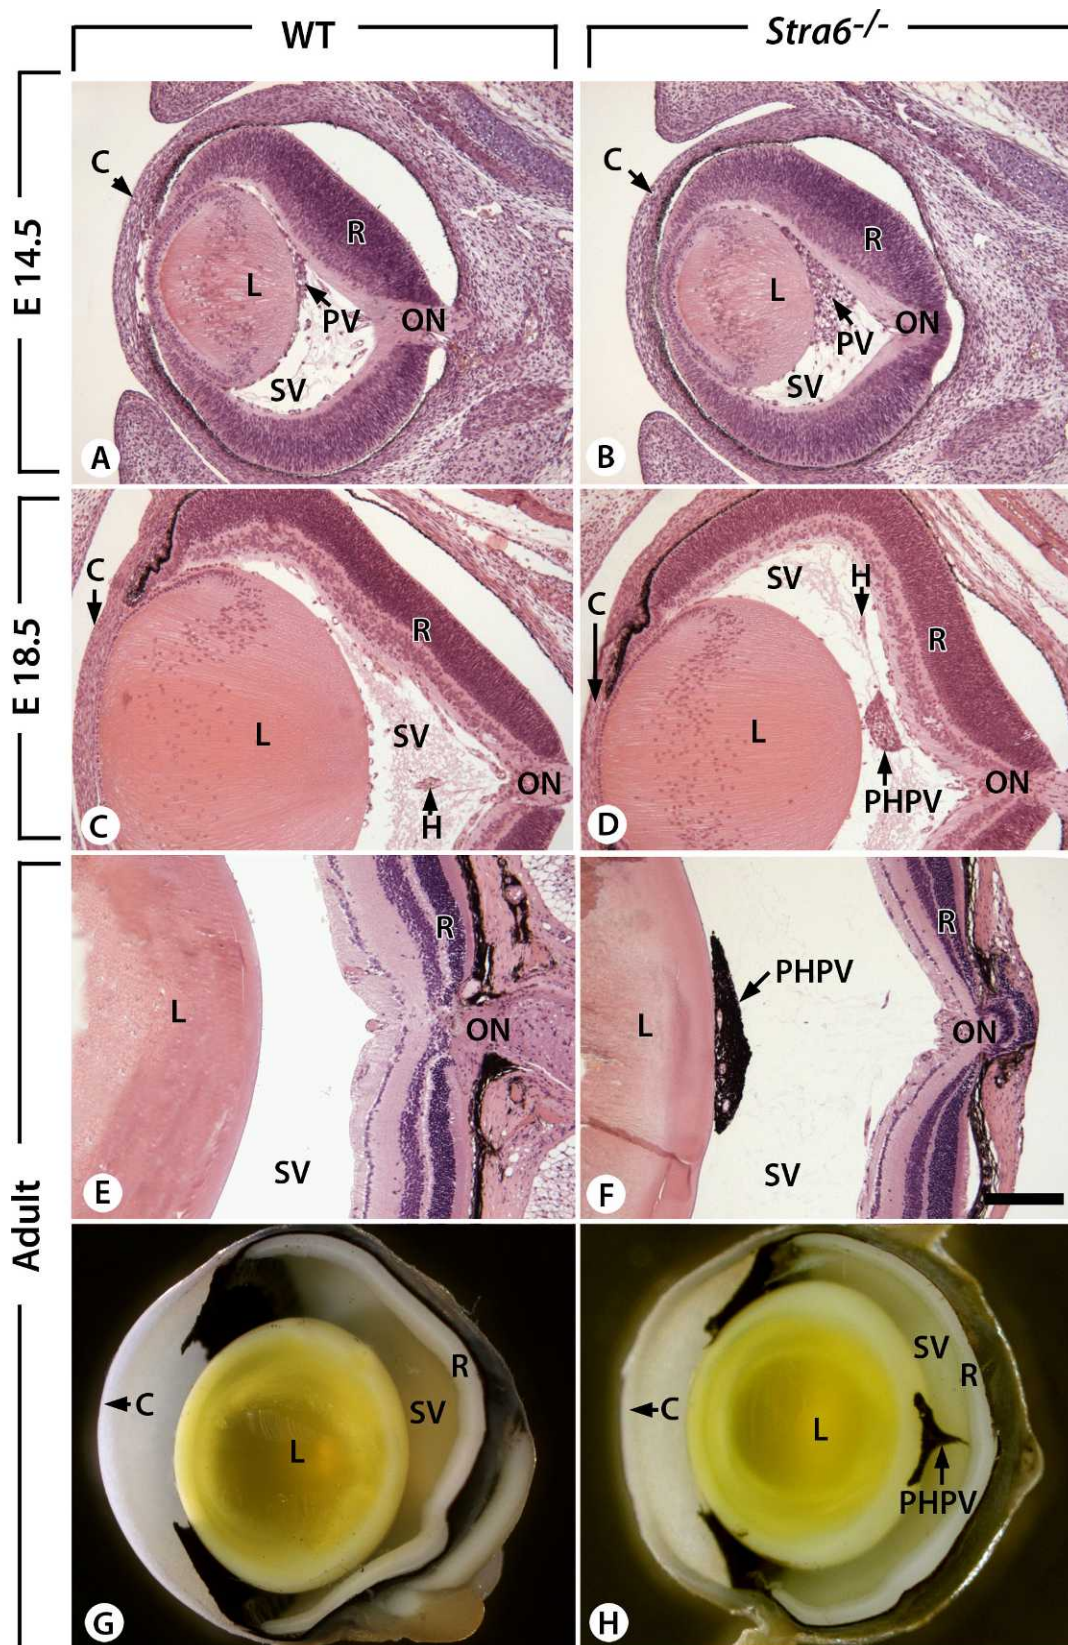 WT
Stra6-/-
E 14.5
C
R
L
PV
ON
SV
A
C
R
L
PV
ON
SV
B
E 18.5
C
R
L
SV
ON
H
C
C
SV
H
R
L
PHPV
ON
D
Adult
R
L
ON
SV
E
PHPV
R
L
ON
SV
F
C
R
SV
L
G
C
SV
R
L
PHPV
H